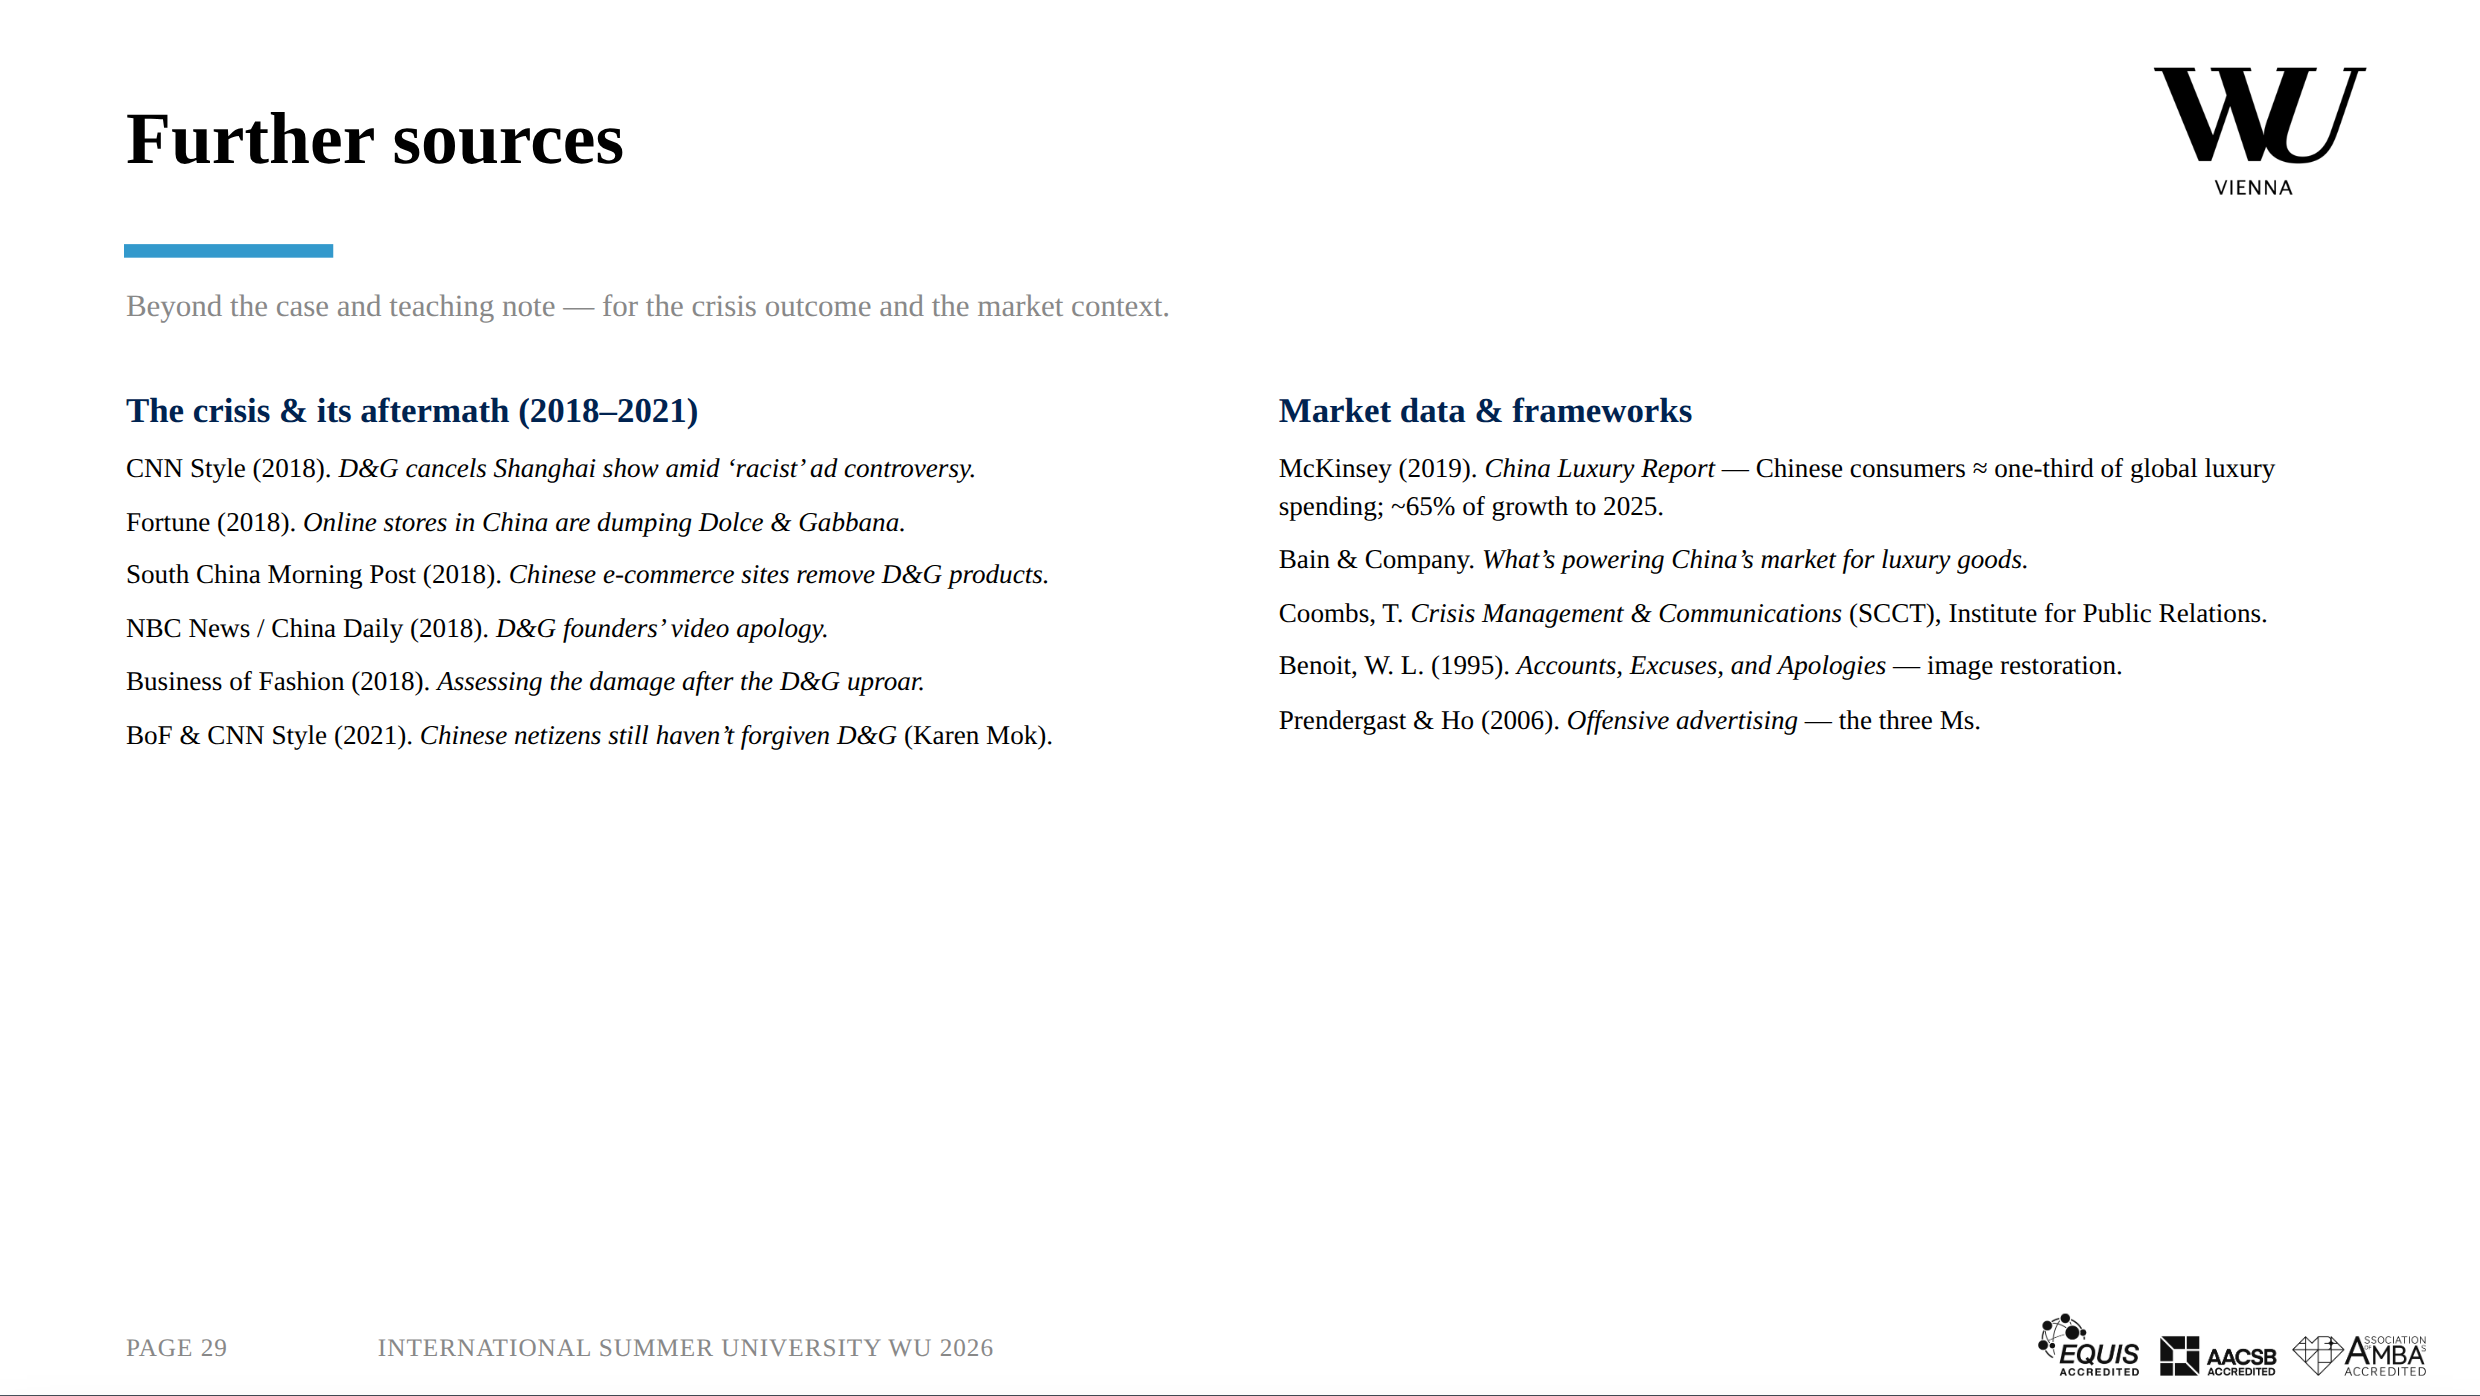 Further sources
WU
VIENNA
Beyond the case and teaching note — for the crisis outcome and the market context.
The crisis & its aftermath (2018–2021)
CNN Style (2018). D&G cancels Shanghai show amid ‘racist’ ad controversy.
Fortune (2018). Online stores in China are dumping Dolce & Gabbana.
South China Morning Post (2018). Chinese e-commerce sites remove D&G products.
NBC News / China Daily (2018). D&G founders’ video apology.
Business of Fashion (2018). Assessing the damage after the D&G uproar.
BoF & CNN Style (2021). Chinese netizens still haven’t forgiven D&G (Karen Mok).
Market data & frameworks
McKinsey (2019). China Luxury Report — Chinese consumers ≈ one-third of global luxury
spending; ~65% of growth to 2025.
Bain & Company. What’s powering China’s market for luxury goods.
Coombs, T. Crisis Management & Communications (SCCT), Institute for Public Relations.
Benoit, W. L. (1995). Accounts, Excuses, and Apologies — image restoration.
Prendergast & Ho (2006). Offensive advertising — the three Ms.
PAGE 29
INTERNATIONAL SUMMER UNIVERSITY WU 2026
EQUIS
ACCREDITED
AACSB
ACCREDITED
ASSOCIATION
OF
AMBAS
ACCREDITED